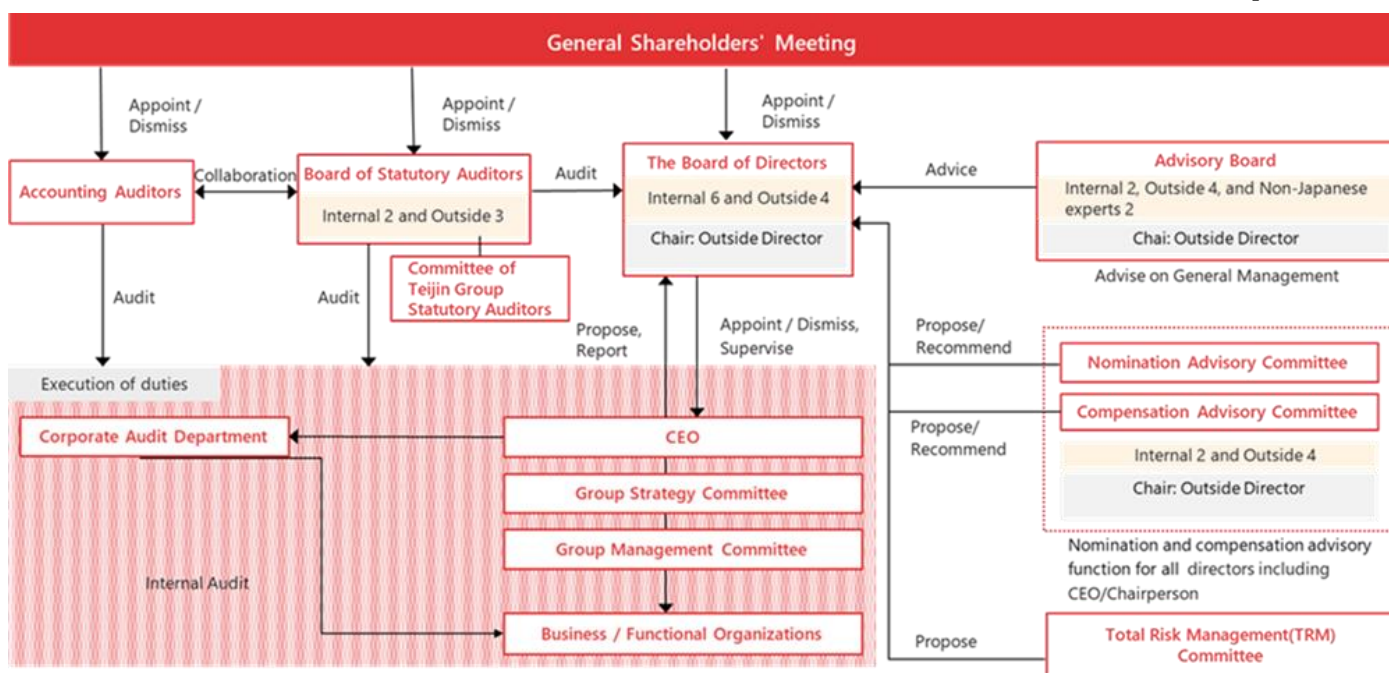 General Shareholders' Meeting
Appoint /
Dismiss
Appoint /
Dismiss
Appoint /
Dismiss
Accounting Auditors
Collaboration
Board of Statutory Auditors
Internal 2 and Outside 3
Audit
The Board of Directors
Internal 6 and Outside 4
Chair: Outside Director
Advice
Advisory Board
Internal 2, Outside 4, and Non-Japanese
experts 2
Chai: Outside Director
Advise on General Management
Committee of
Teijin Group
Statutory Auditors
Audit
Audit
Propose,
Report
Appoint / Dismiss,
Supervise
Propose/
Recommend
Nomination Advisory Committee
Compensation Advisory Committee
Propose/
Recommend
Internal 2 and Outside 4
Chair: Outside Director
Nomination and compensation advisory
function for all directors including
CEO/Chairperson
Execution of duties
Corporate Audit Department
CEO
Group Strategy Committee
Group Management Committee
Internal Audit
Business / Functional Organizations
Propose
Total Risk Management(TRM)
Committee